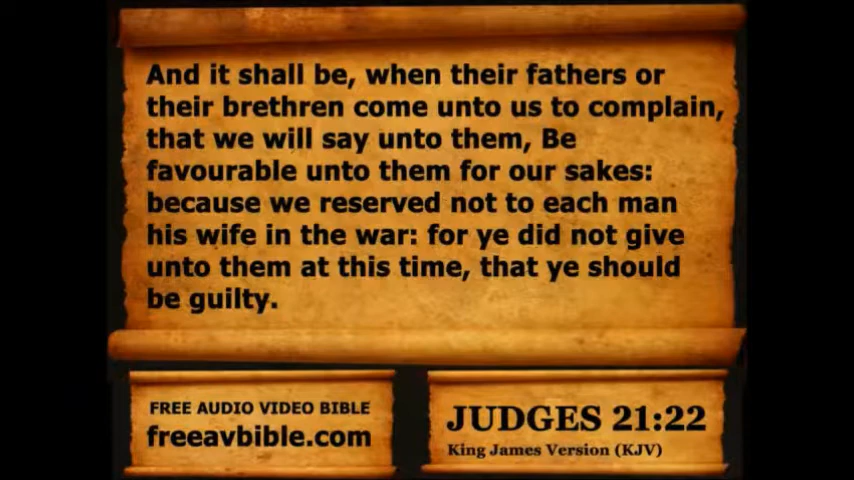 And it shall be, when their fathers or
their brethren come unto us to complain,
that we will say unto them, Be
favourable unto them for our sakes:
because we reserved not to each man
his wife in the war: for ye did not give
unto them at this time, that ye should
be guilty.
FREE AUDIO VIDEO BIBLE
freeavbible.com
JUDGES 21:22
King James Version (KJV)